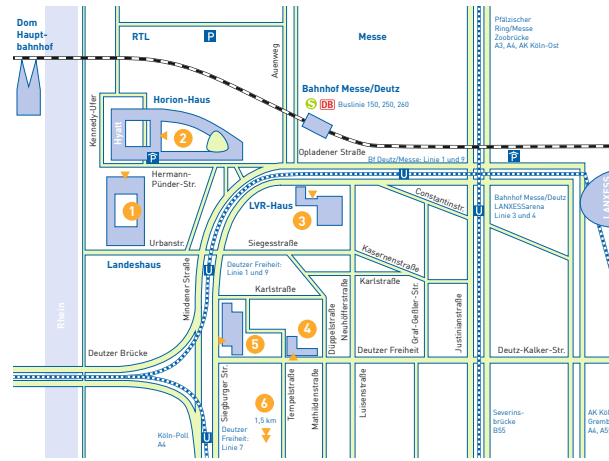 Dom
Haupt-
bahnhof
RTL
P
Messe
Pfälzischer
Ring/Messe
Zoobrücke
A3, A4, AK Köln-Ost
Auenweg
Bahnhof Messe/Deutz
S DB Buslinie 150, 250, 260
Kennedy-Ufer
Horion-Haus
Hyatt
2
P
Opladener Straße
P
Bf Deutz/Messe: Linie 1 und 9
Hermann-
Pünder-Str.
U
Constantinstr.
LANXESS
1
LVR-Haus
3
U
Bahnhof Messe/Deutz
LANXESSarena
Linie 3 und 4
Urbanstr.
Siegesstraße
Kasernenstraße
Landeshaus
Mindener Straße
U
Deutzer Freiheit:
Linie 1 und 9
Karlstraße
Karlstraße
Rhein
Düppelstraße
Neuhöfferstraße
Graf-Geßler-Str.
Justinianstraße
4
5
Deutzer Brücke
Deutzer Freiheit
Deutz-Kalker-Str.
Siegburger Str.
6
1,5 km
Tempelstraße
Mathildenstraße
Luisenstraße
Köln-Poll
A4
U
Deutzer
Freiheit:
Linie 7
Severins-
brücke
B55
AK Kö
Gremb
A4, A5